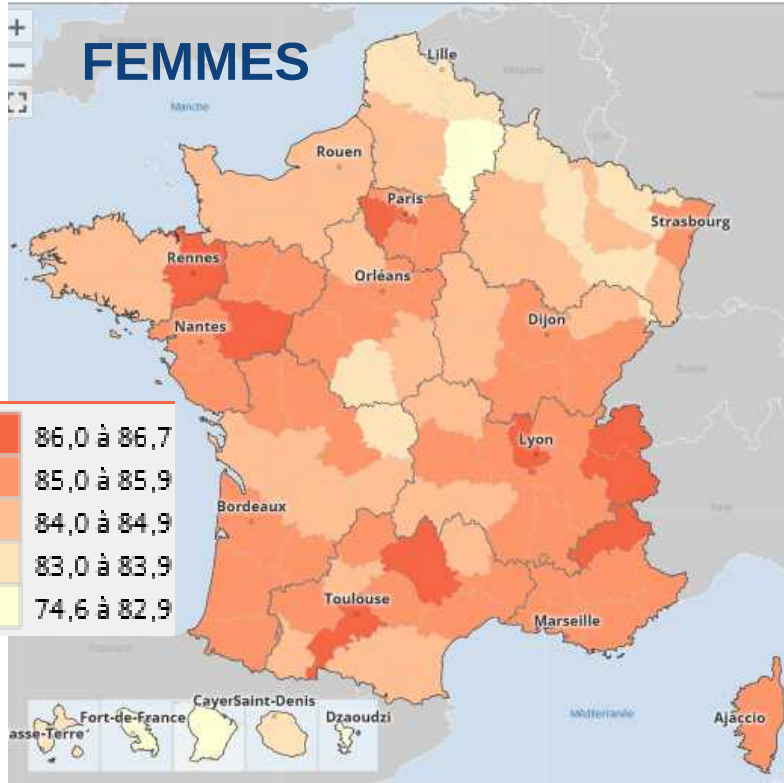 +
FEMMES
Lille
−
Manche
Rouen
Paris
Strasbourg
Rennes
Orléans
Nantes
Dijon
86,0 à 86,7
Lyon
85,0 à 85,9
84,0 à 84,9
Bordeaux
83,0 à 83,9
74,6 à 82,9
Toulouse
Marseille
CayerSaint-Denis
Fort-de-France
Dzaoudzi
asse-Terre
Méditerranée
Ajaccio